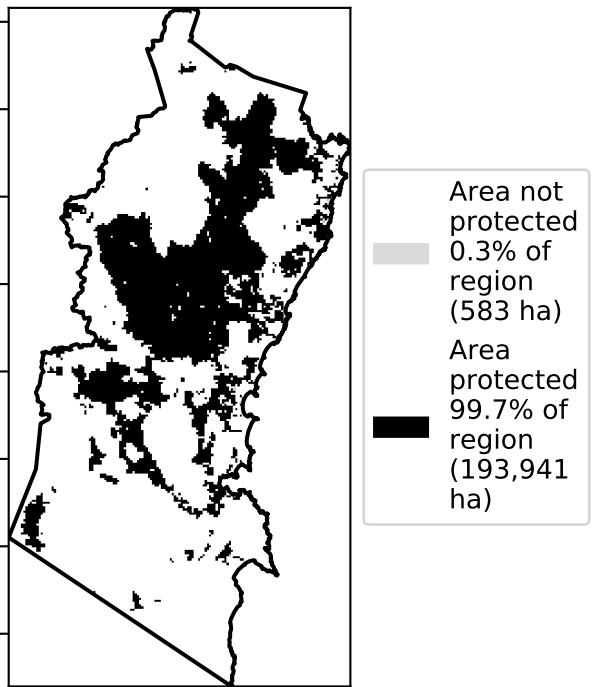 Area not
protected
0.3% of
region
(583 ha)
Area
protected
99.7% of
region
(193,941
ha)